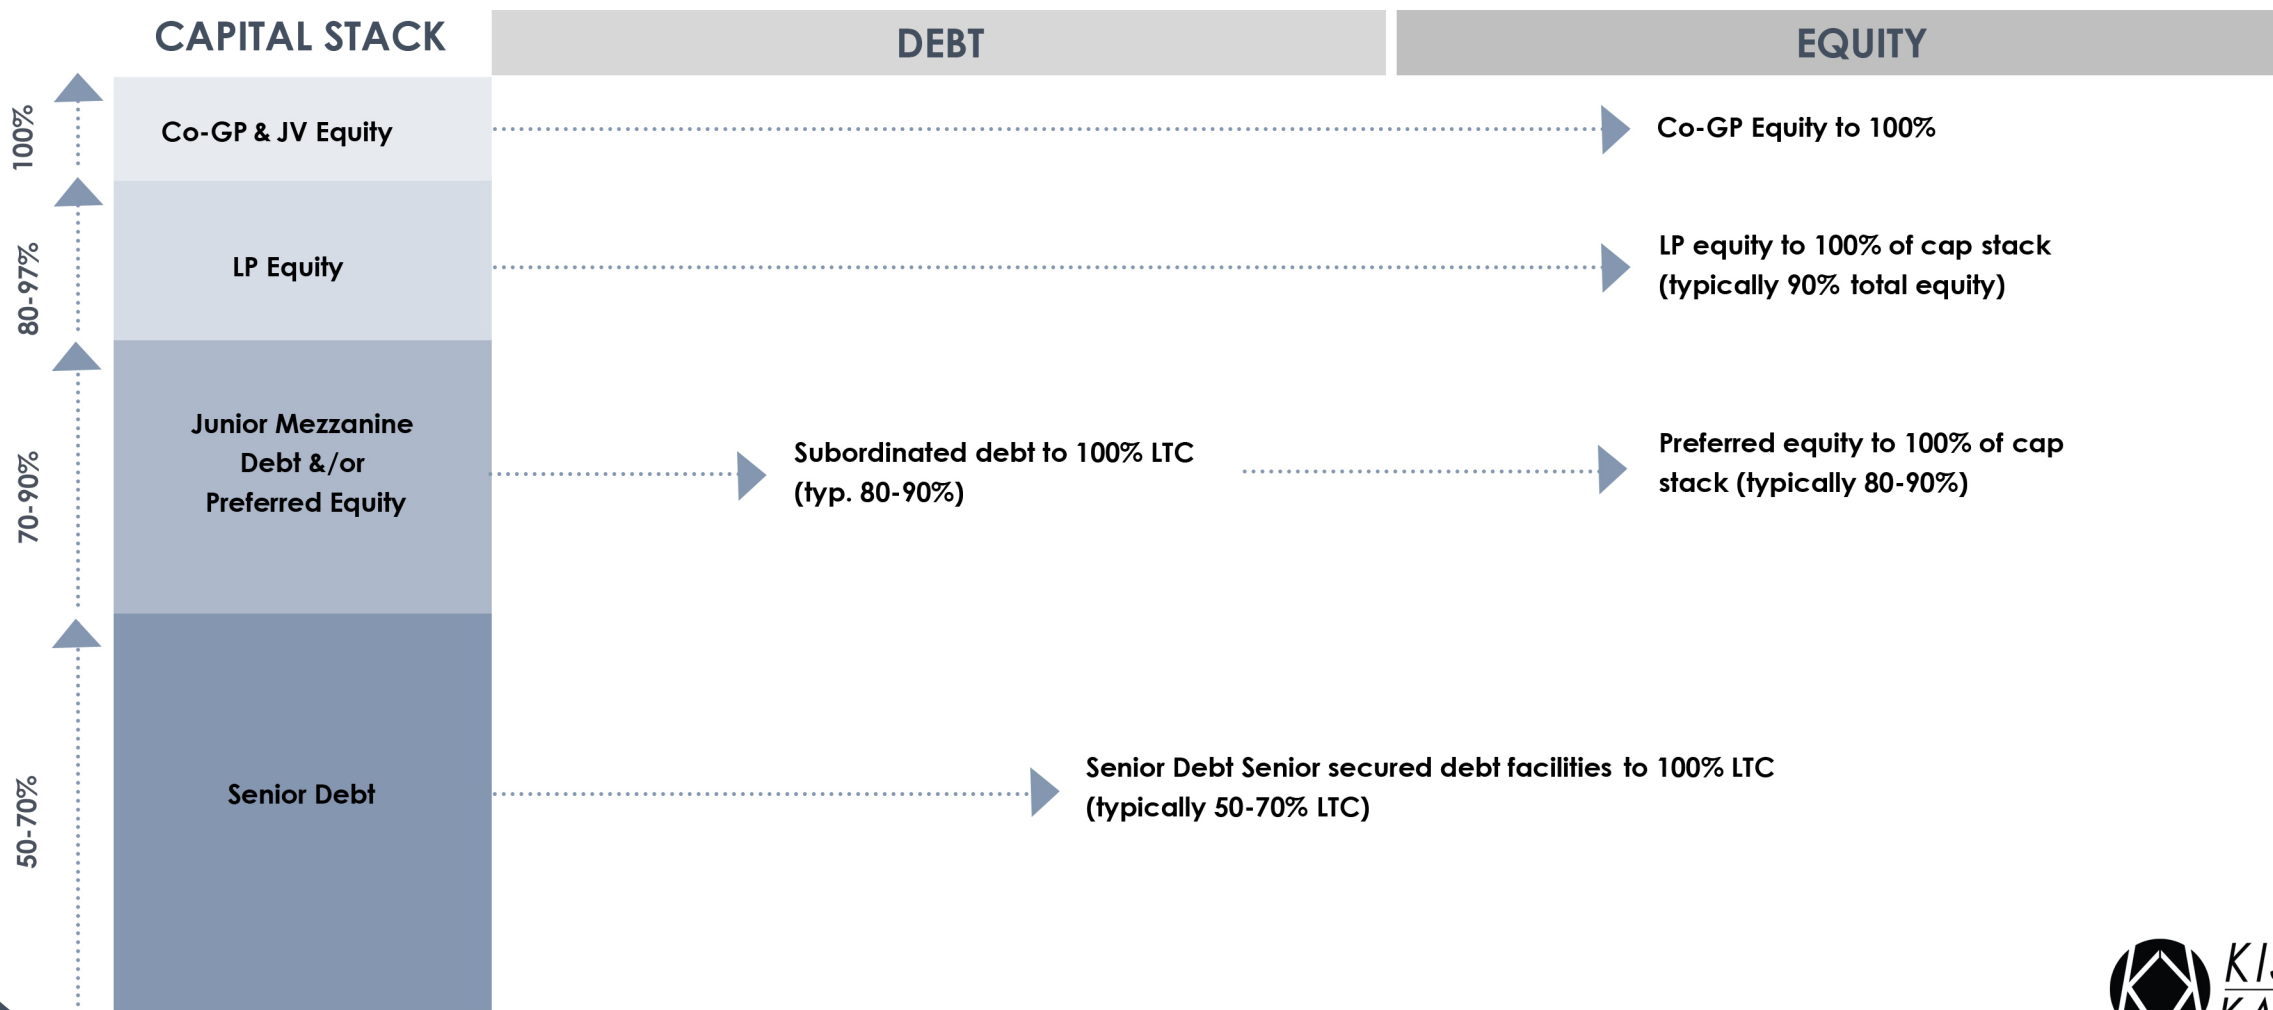 CAPITAL STACK
DEBT
EQUITY
100%
Co-GP & JV Equity
Co-GP Equity to 100%
80-97%
LP Equity
LP equity to 100% of cap stack
(typically 90% total equity)
70-90%
Junior Mezzanine
Debt &/or
Preferred Equity
Subordinated debt to 100% LTC
(typ. 80-90%)
Preferred equity to 100% of cap
stack (typically 80-90%)
50-70%
Senior Debt
Senior Debt Senior secured debt facilities to 100% LTC
(typically 50-70% LTC)